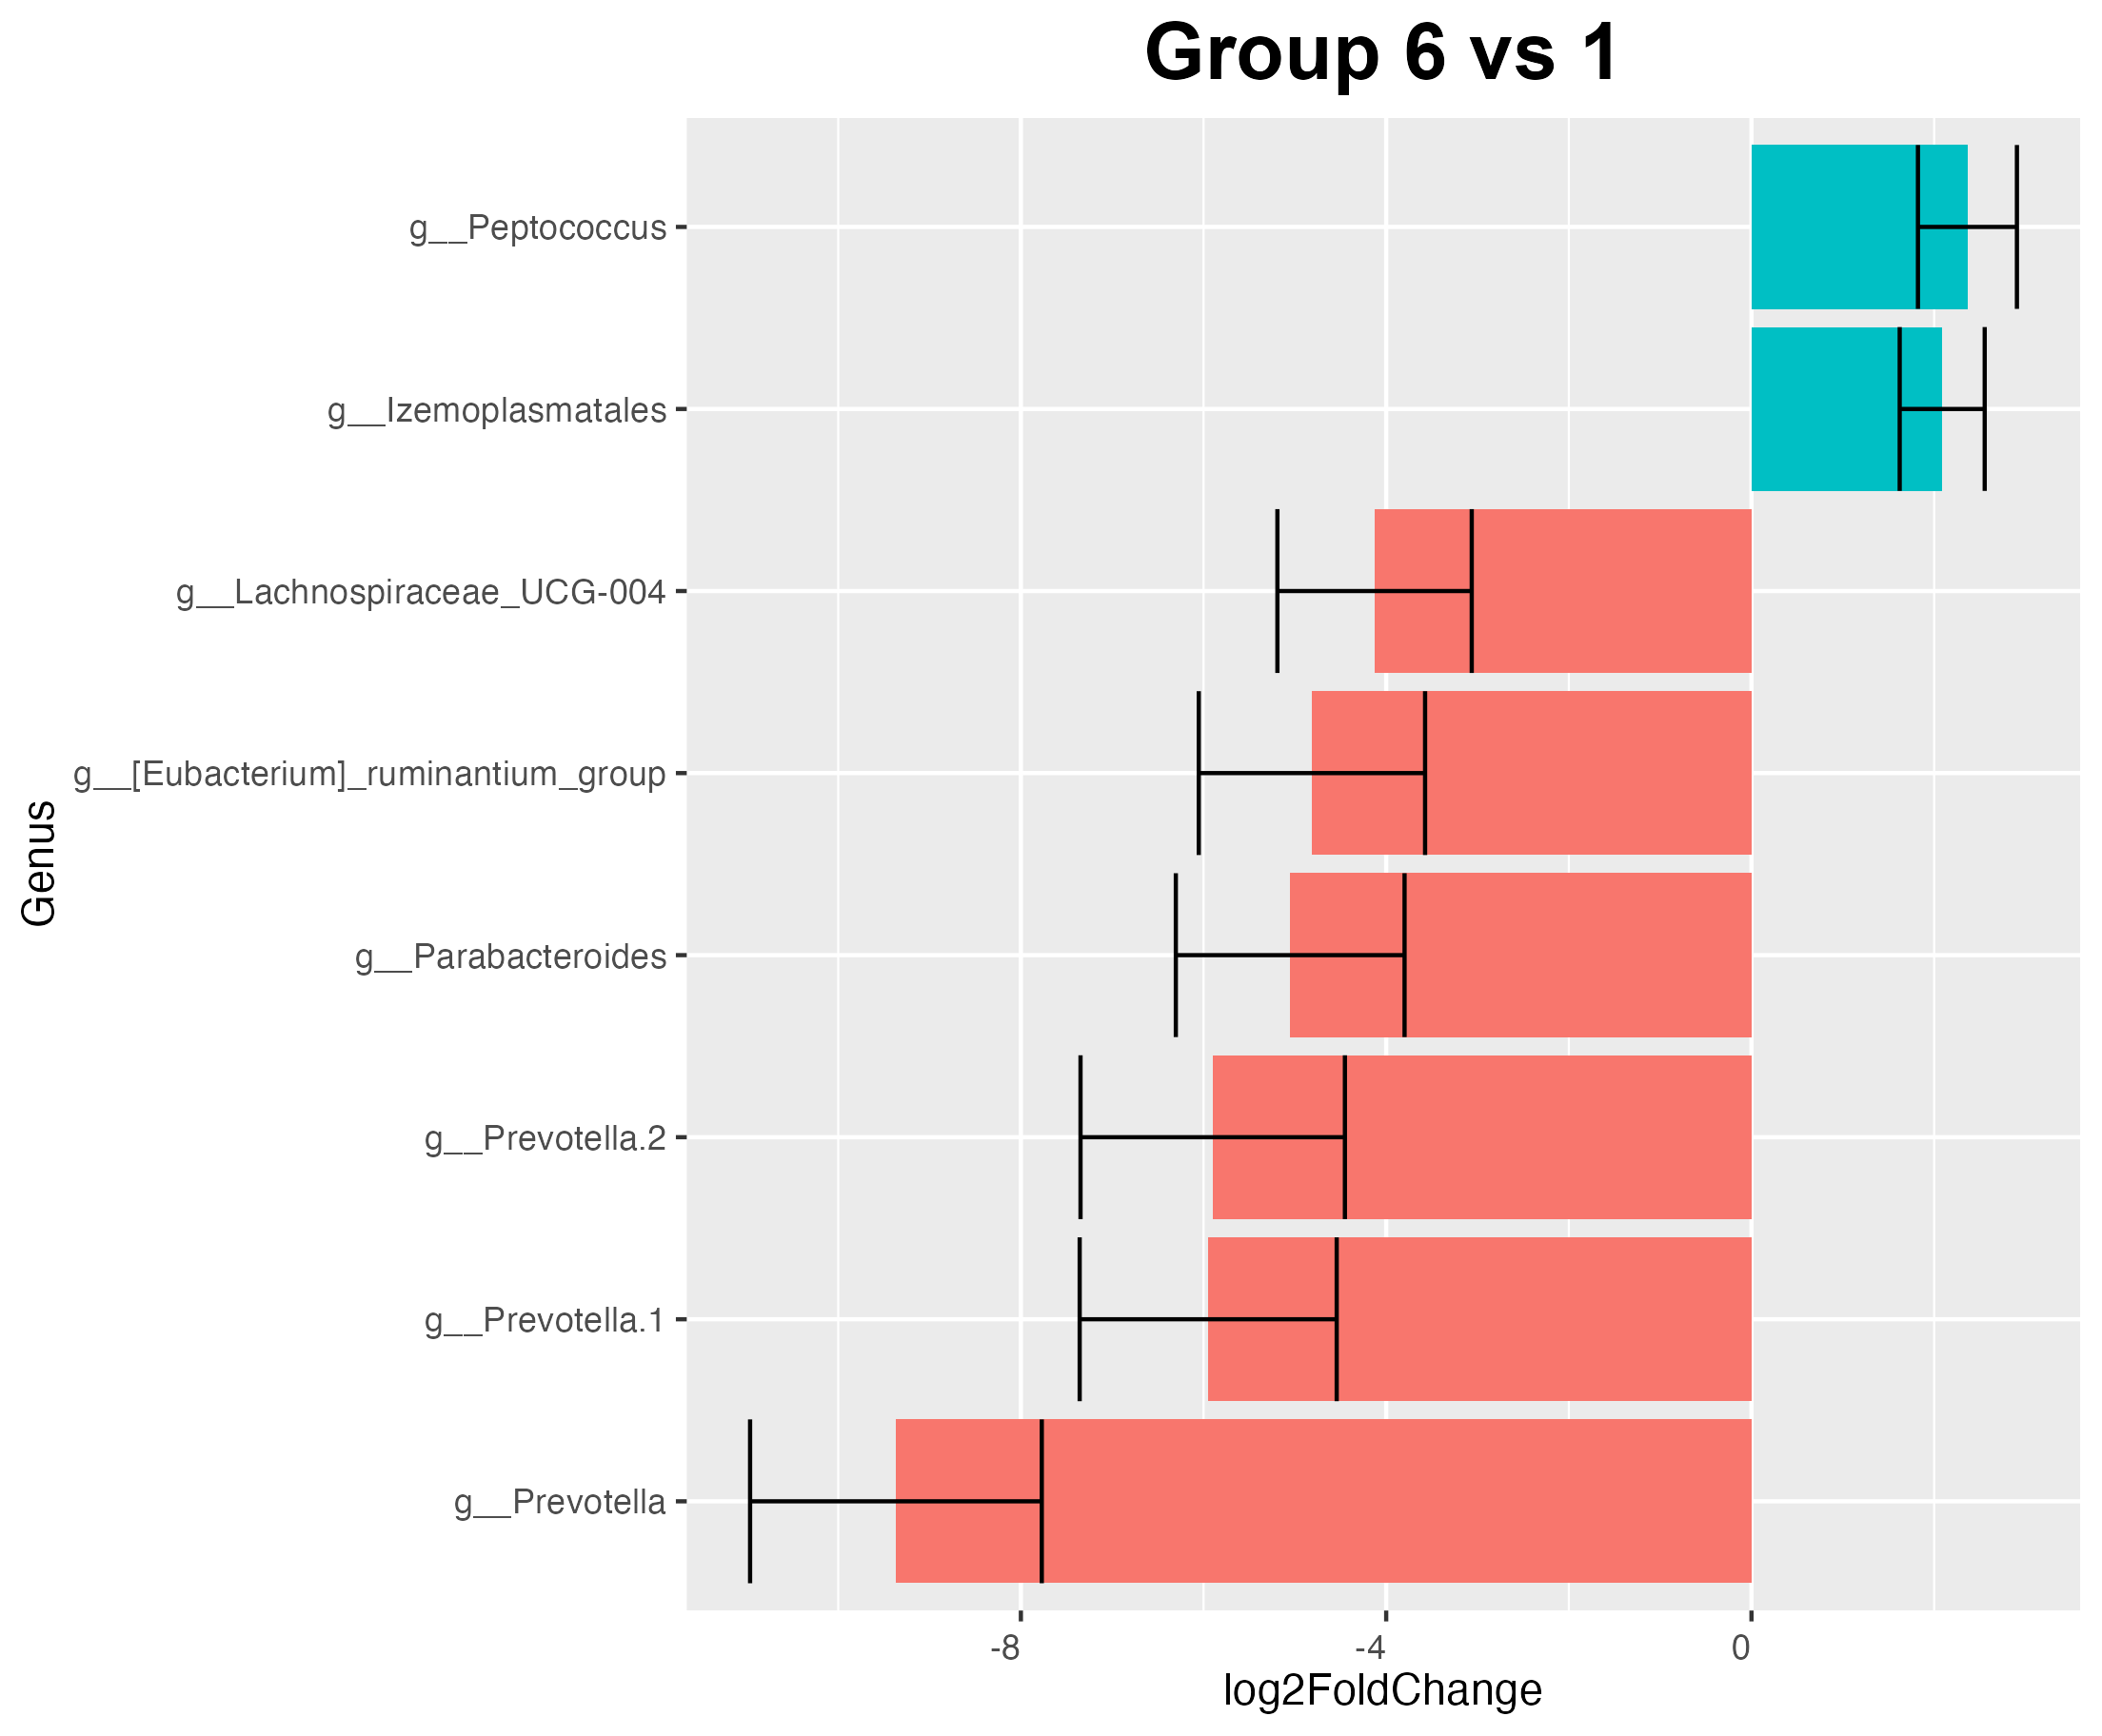 Group 6 vs 1
g__Peptococcus
g__Izemoplasmatales
g__Lachnospiraceae_UCG-004
g__[Eubacterium]_ruminantium_group
g__Parabacteroides
g__Prevotella.2
g__Prevotella.1
g__Prevotella
Genus
-8 -4 0
log2FoldChange